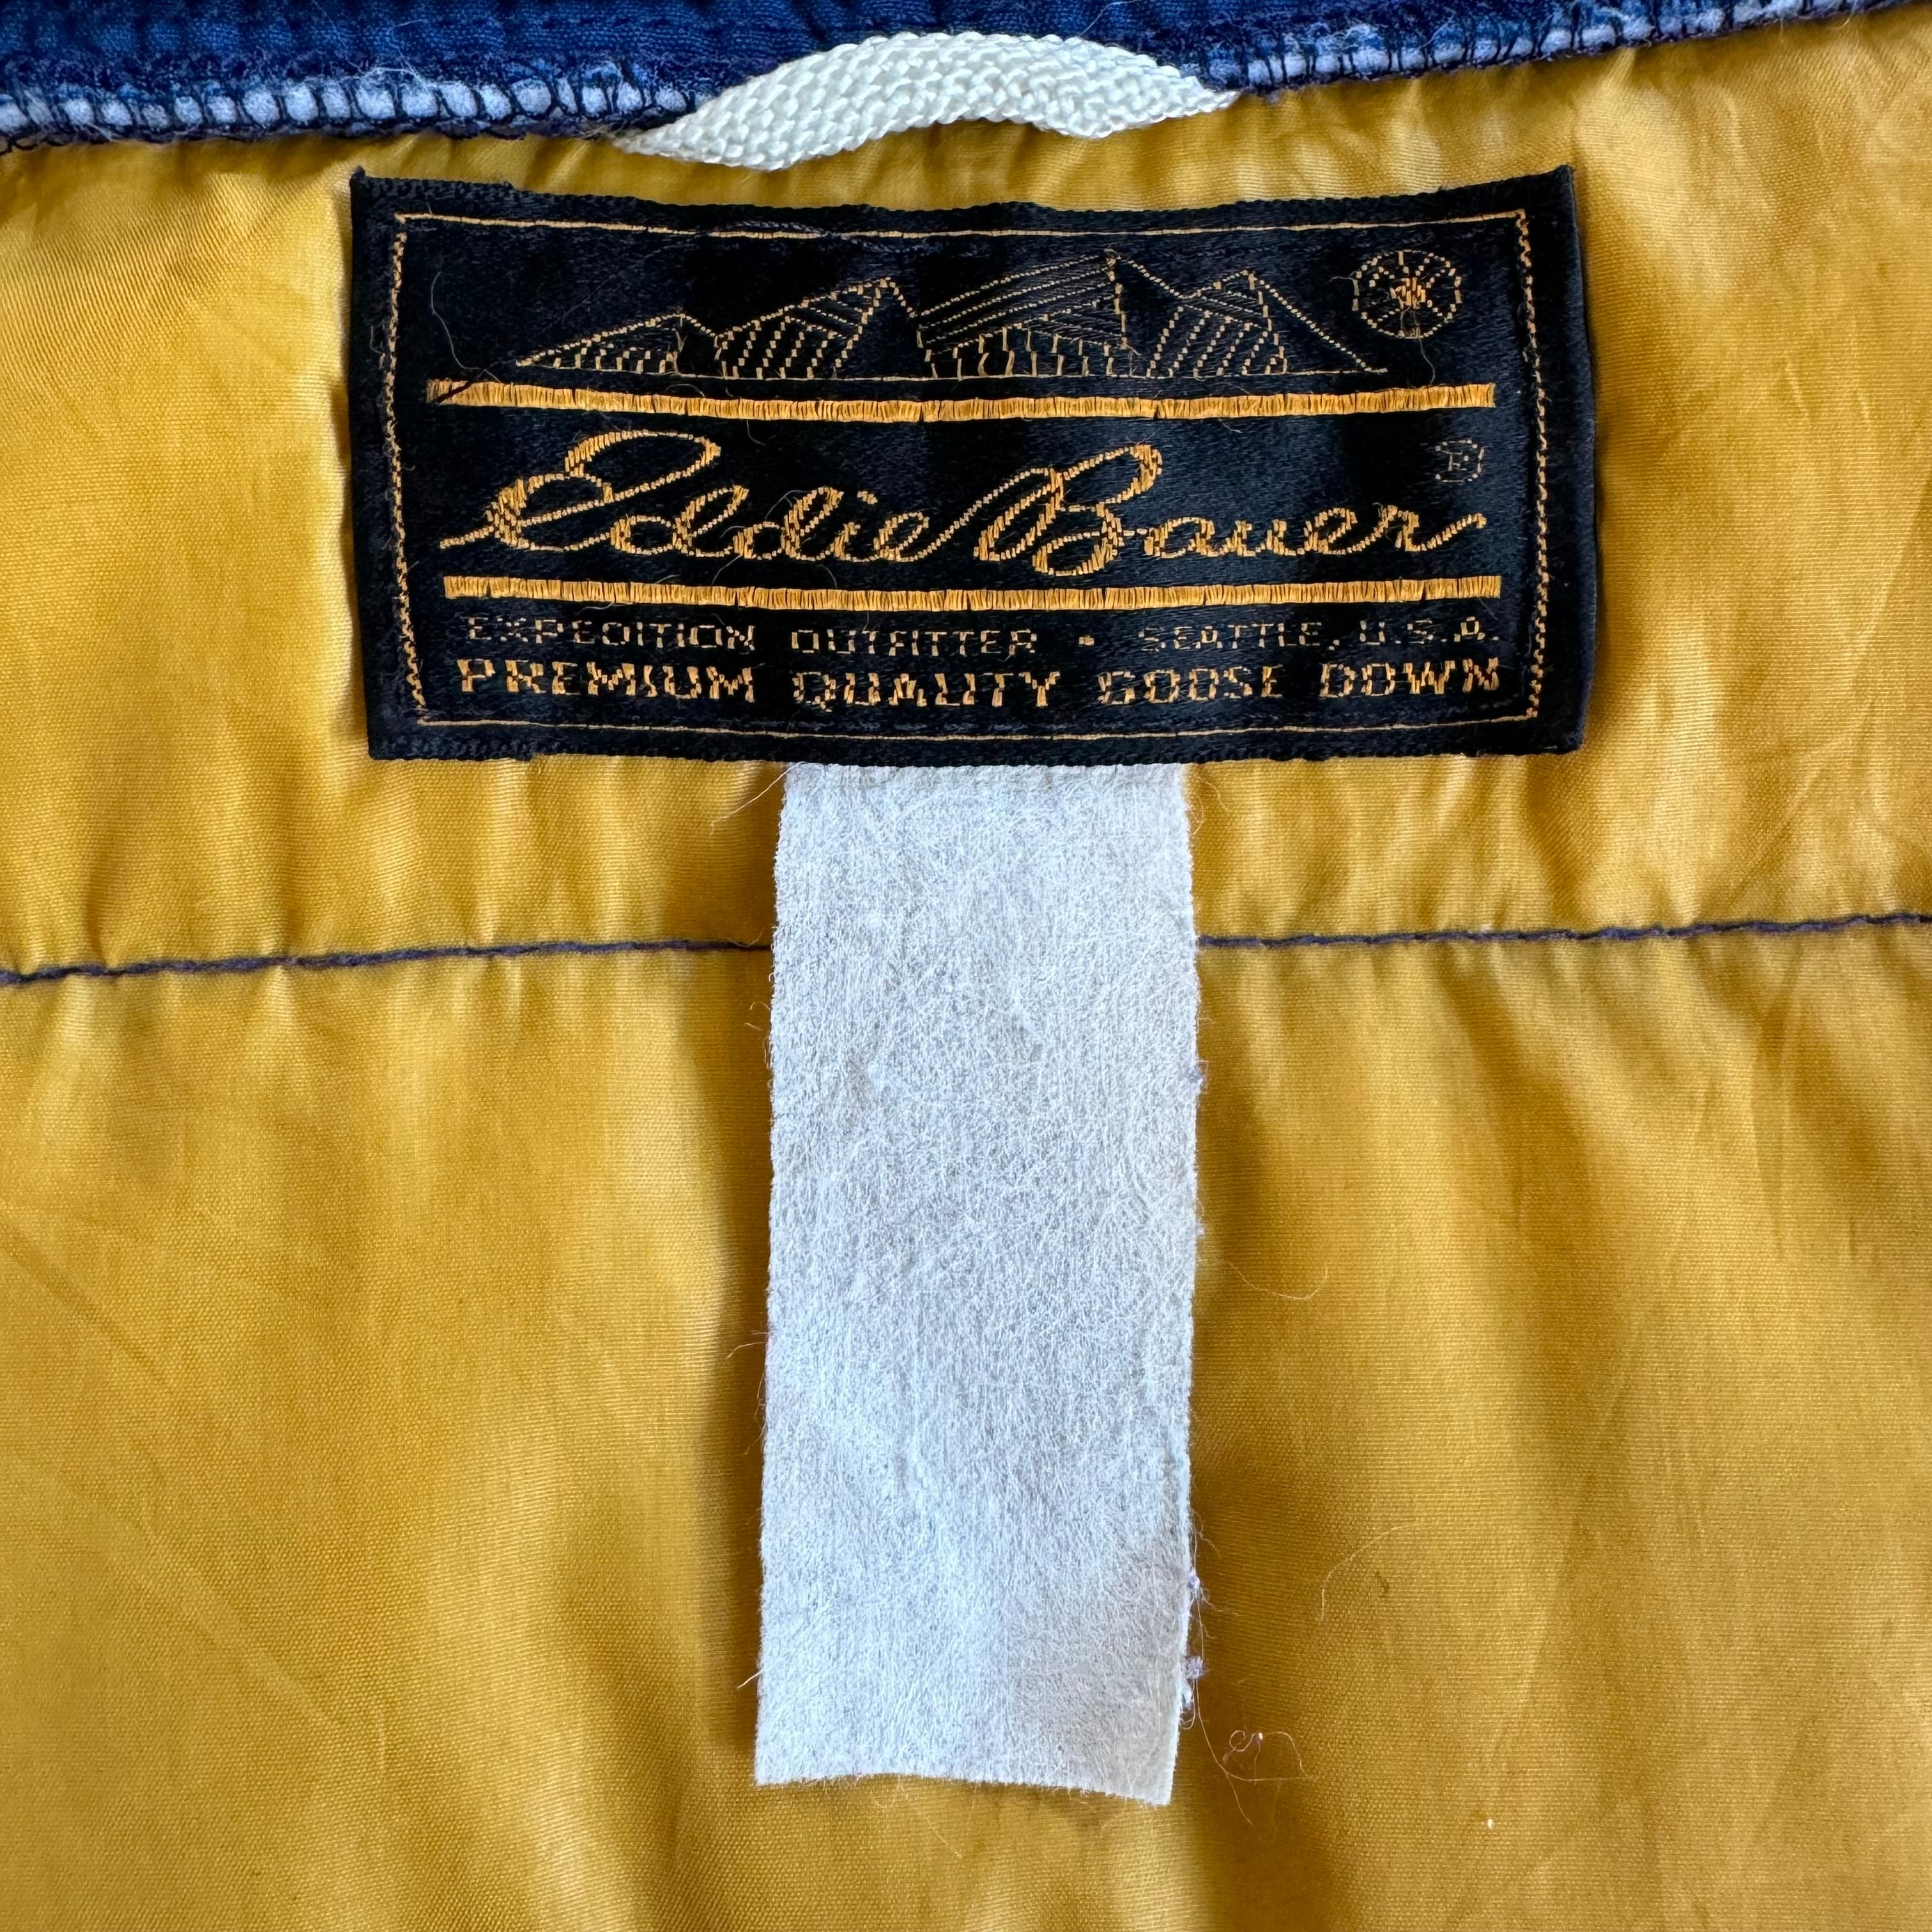 Eddie Bauer ®
EXPEDITION OUTFITTER • SEATTLE, U.S.A.
PREMIUM QUALITY GOOSE DOWN